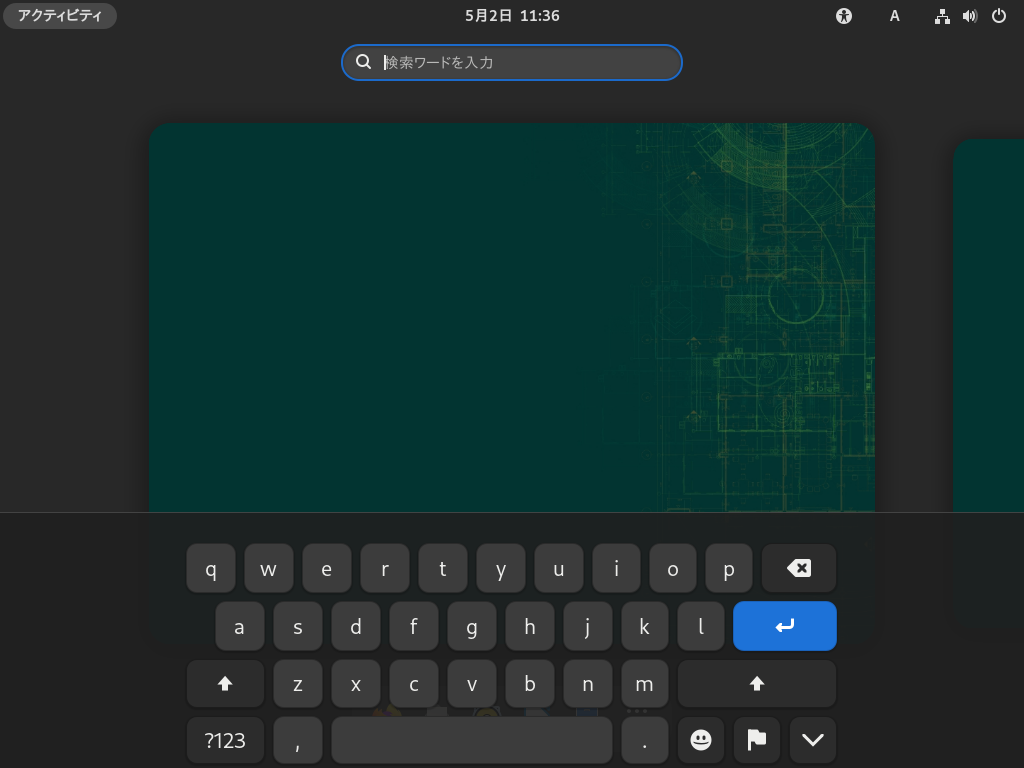 アクティビティ 5月2日 11:36 A
検索ワードを入力
q w e r t y u i o p
a s d f g h j k l
z x c v b n m
?123 , .